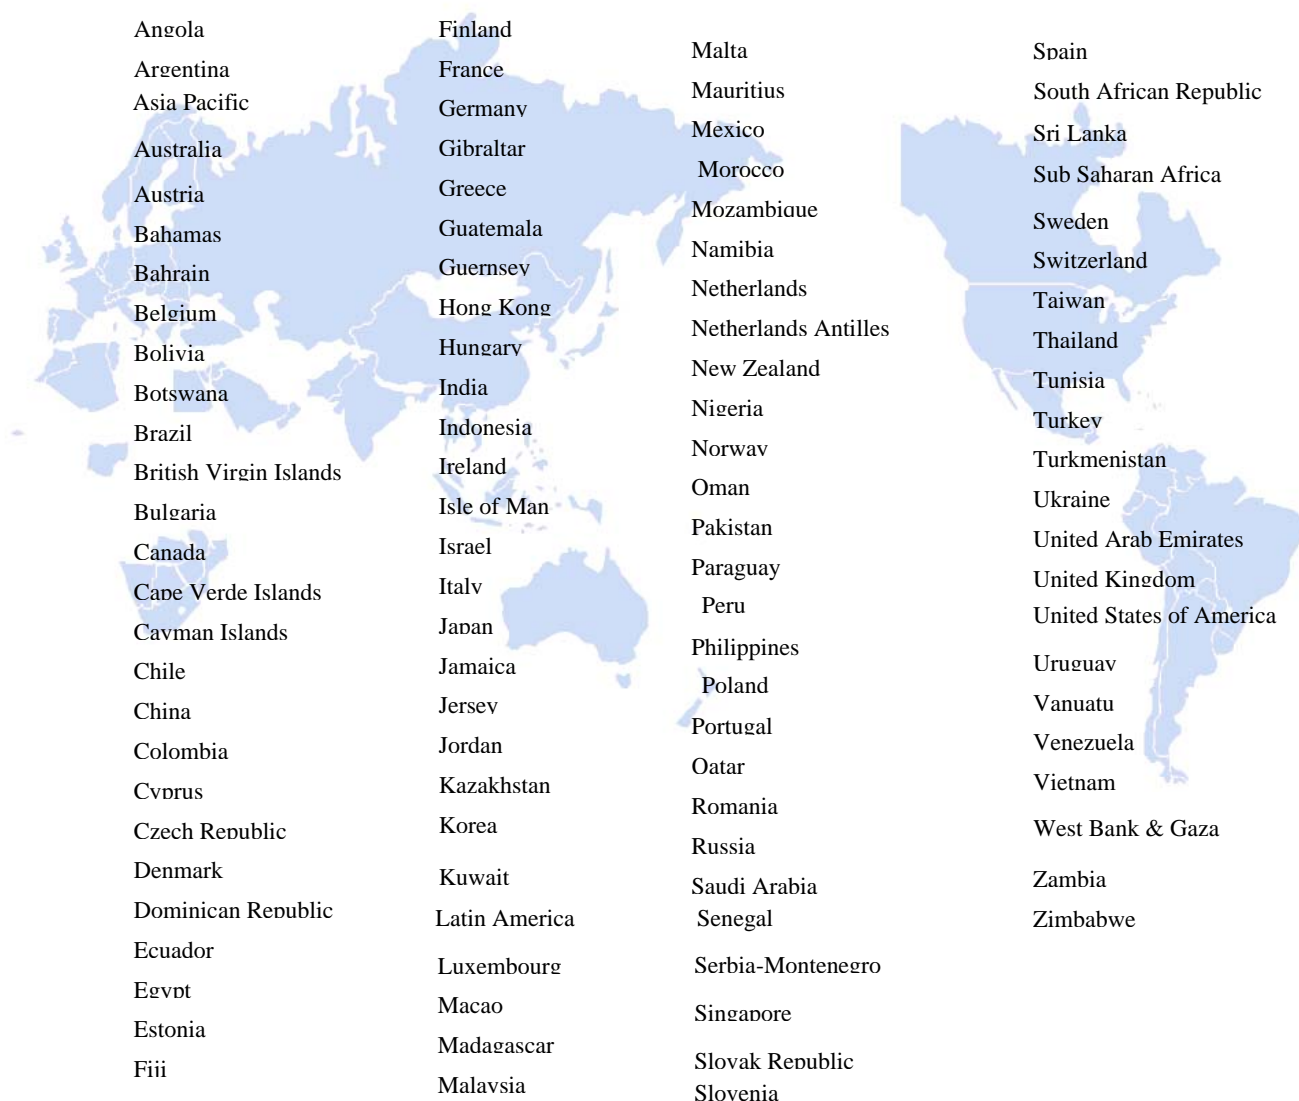 Angola
Argentina
Asia Pacific
Australia
Austria
Bahamas
Bahrain
Belgium
Bolivia
Botswana
Brazil
British Virgin Islands
Bulgaria
Canada
Cape Verde Islands
Cayman Islands
Chile
China
Colombia
Cyprus
Czech Republic
Denmark
Dominican Republic
Ecuador
Egypt
Estonia
Fiji
Finland
France
Germany
Gibraltar
Greece
Guatemala
Guernsey
Hong Kong
Hungary
India
Indonesia
Ireland
Isle of Man
Israel
Italy
Japan
Jamaica
Jersey
Jordan
Kazakhstan
Korea
Kuwait
Latin America
Luxembourg
Macao
Madagascar
Malaysia
Malta
Mauritius
Mexico
Morocco
Mozambique
Namibia
Netherlands
Netherlands Antilles
New Zealand
Nigeria
Norway
Oman
Pakistan
Paraguay
Peru
Philippines
Poland
Portugal
Qatar
Romania
Russia
Saudi Arabia
Senegal
Serbia-Montenegro
Singapore
Slovak Republic
Slovenia
Spain
South African Republic
Sri Lanka
Sub Saharan Africa
Sweden
Switzerland
Taiwan
Thailand
Tunisia
Turkey
Turkmenistan
Ukraine
United Arab Emirates
United Kingdom
United States of America
Uruguay
Vanuatu
Venezuela
Vietnam
West Bank & Gaza
Zambia
Zimbabwe